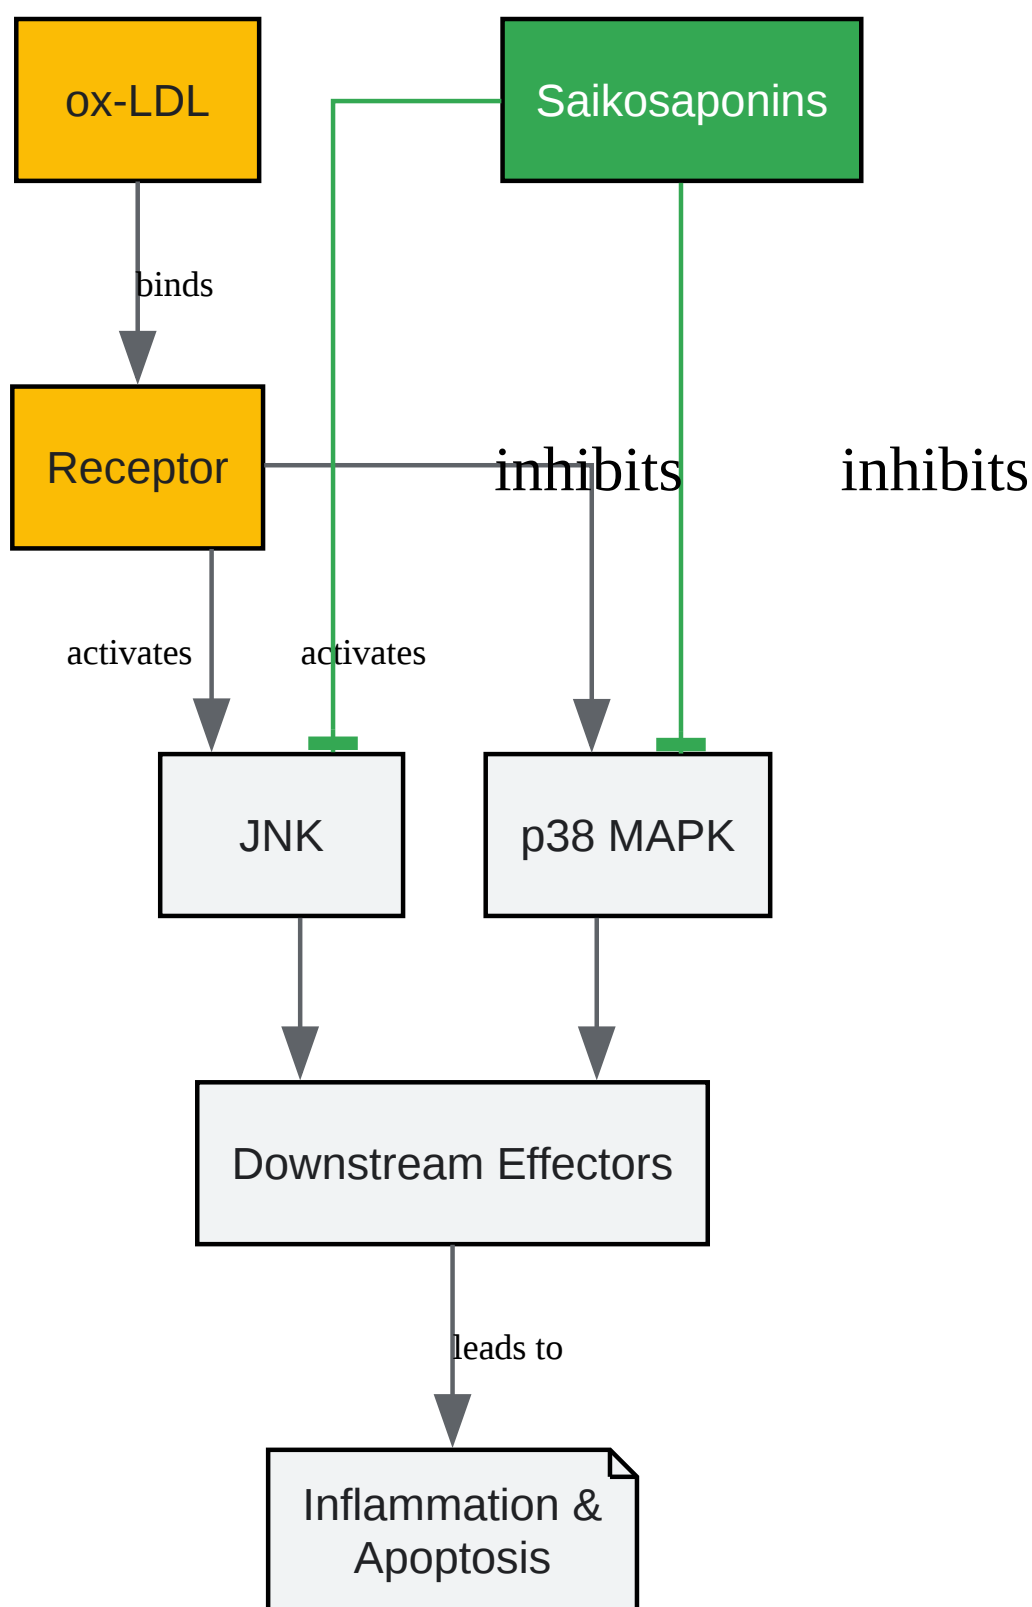 ox-LDL
Saikosaponins
binds
Receptor
inhibits
inhibits
activates
activates
JNK
p38 MAPK
Downstream Effectors
leads to
Inflammation &
Apoptosis